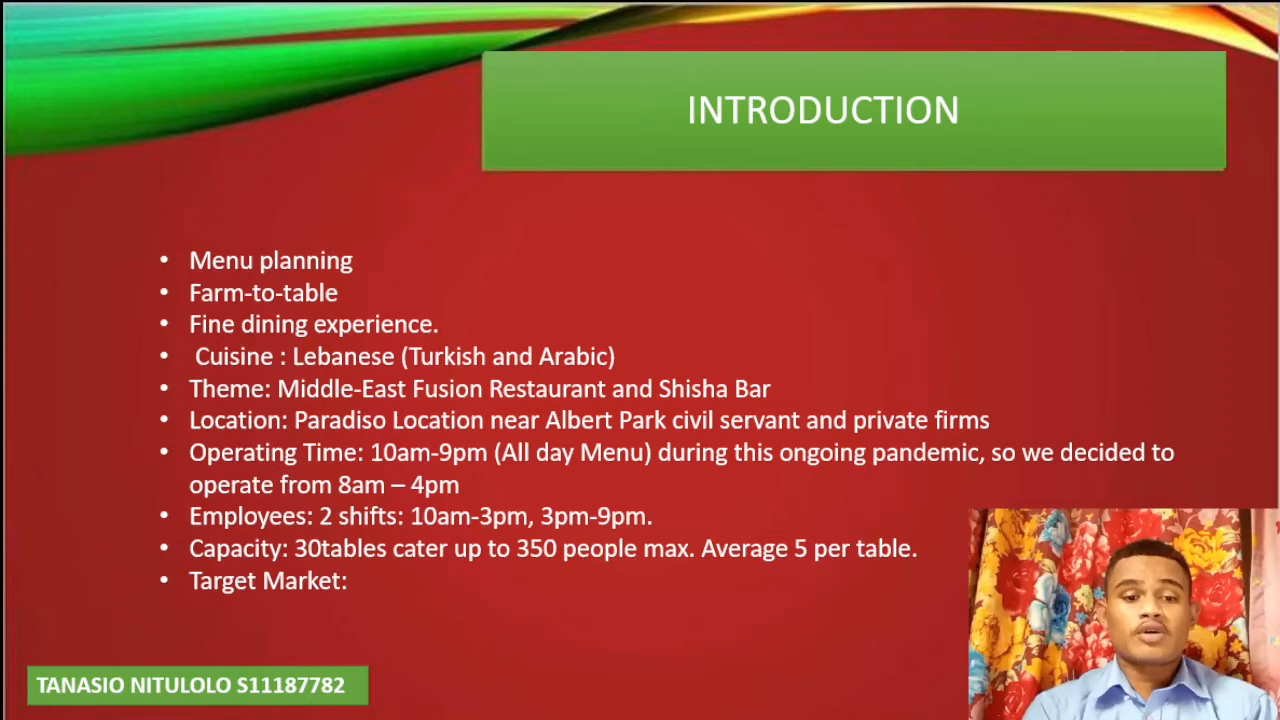 INTRODUCTION
• Menu planning
• Farm-to-table
• Fine dining experience.
• Cuisine : Lebanese (Turkish and Arabic)
• Theme: Middle-East Fusion Restaurant and Shisha Bar
• Location: Paradiso Location near Albert Park civil servant and private firms
• Operating Time: 10am-9pm (All day Menu) during this ongoing pandemic, so we decided to
operate from 8am – 4pm
• Employees: 2 shifts: 10am-3pm, 3pm-9pm.
• Capacity: 30tables cater up to 350 people max. Average 5 per table.
• Target Market:
TANASIO NITULOLO S11187782